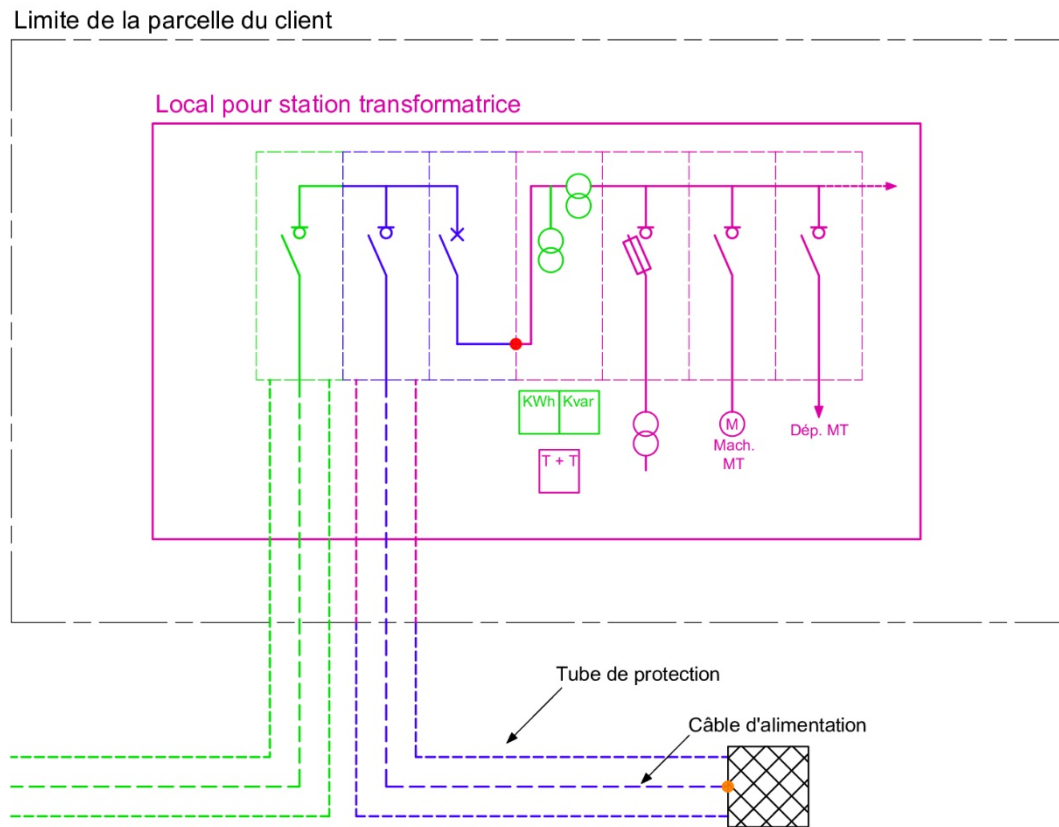 Limite de la parcelle du client
Local pour station transformatrice
KWh Kvar
T + T
M
Mach.
MT
Dép. MT
Tube de protection
Câble d'alimentation